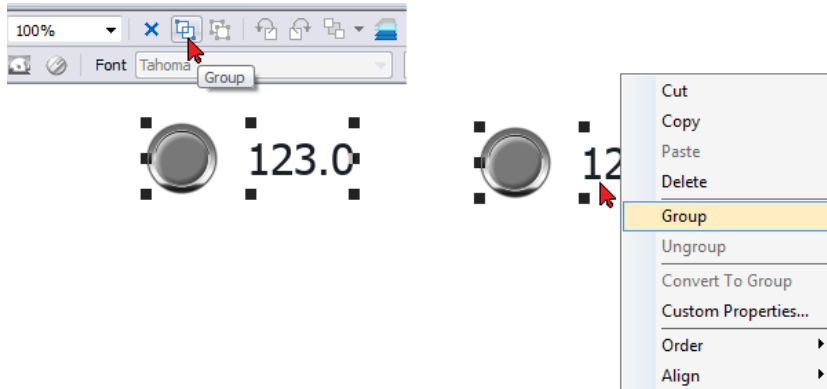 100%
Font Tahoma
Group
123.0
12
Cut
Copy
Paste
Delete
Group
Ungroup
Convert To Group
Custom Properties...
Order
Align